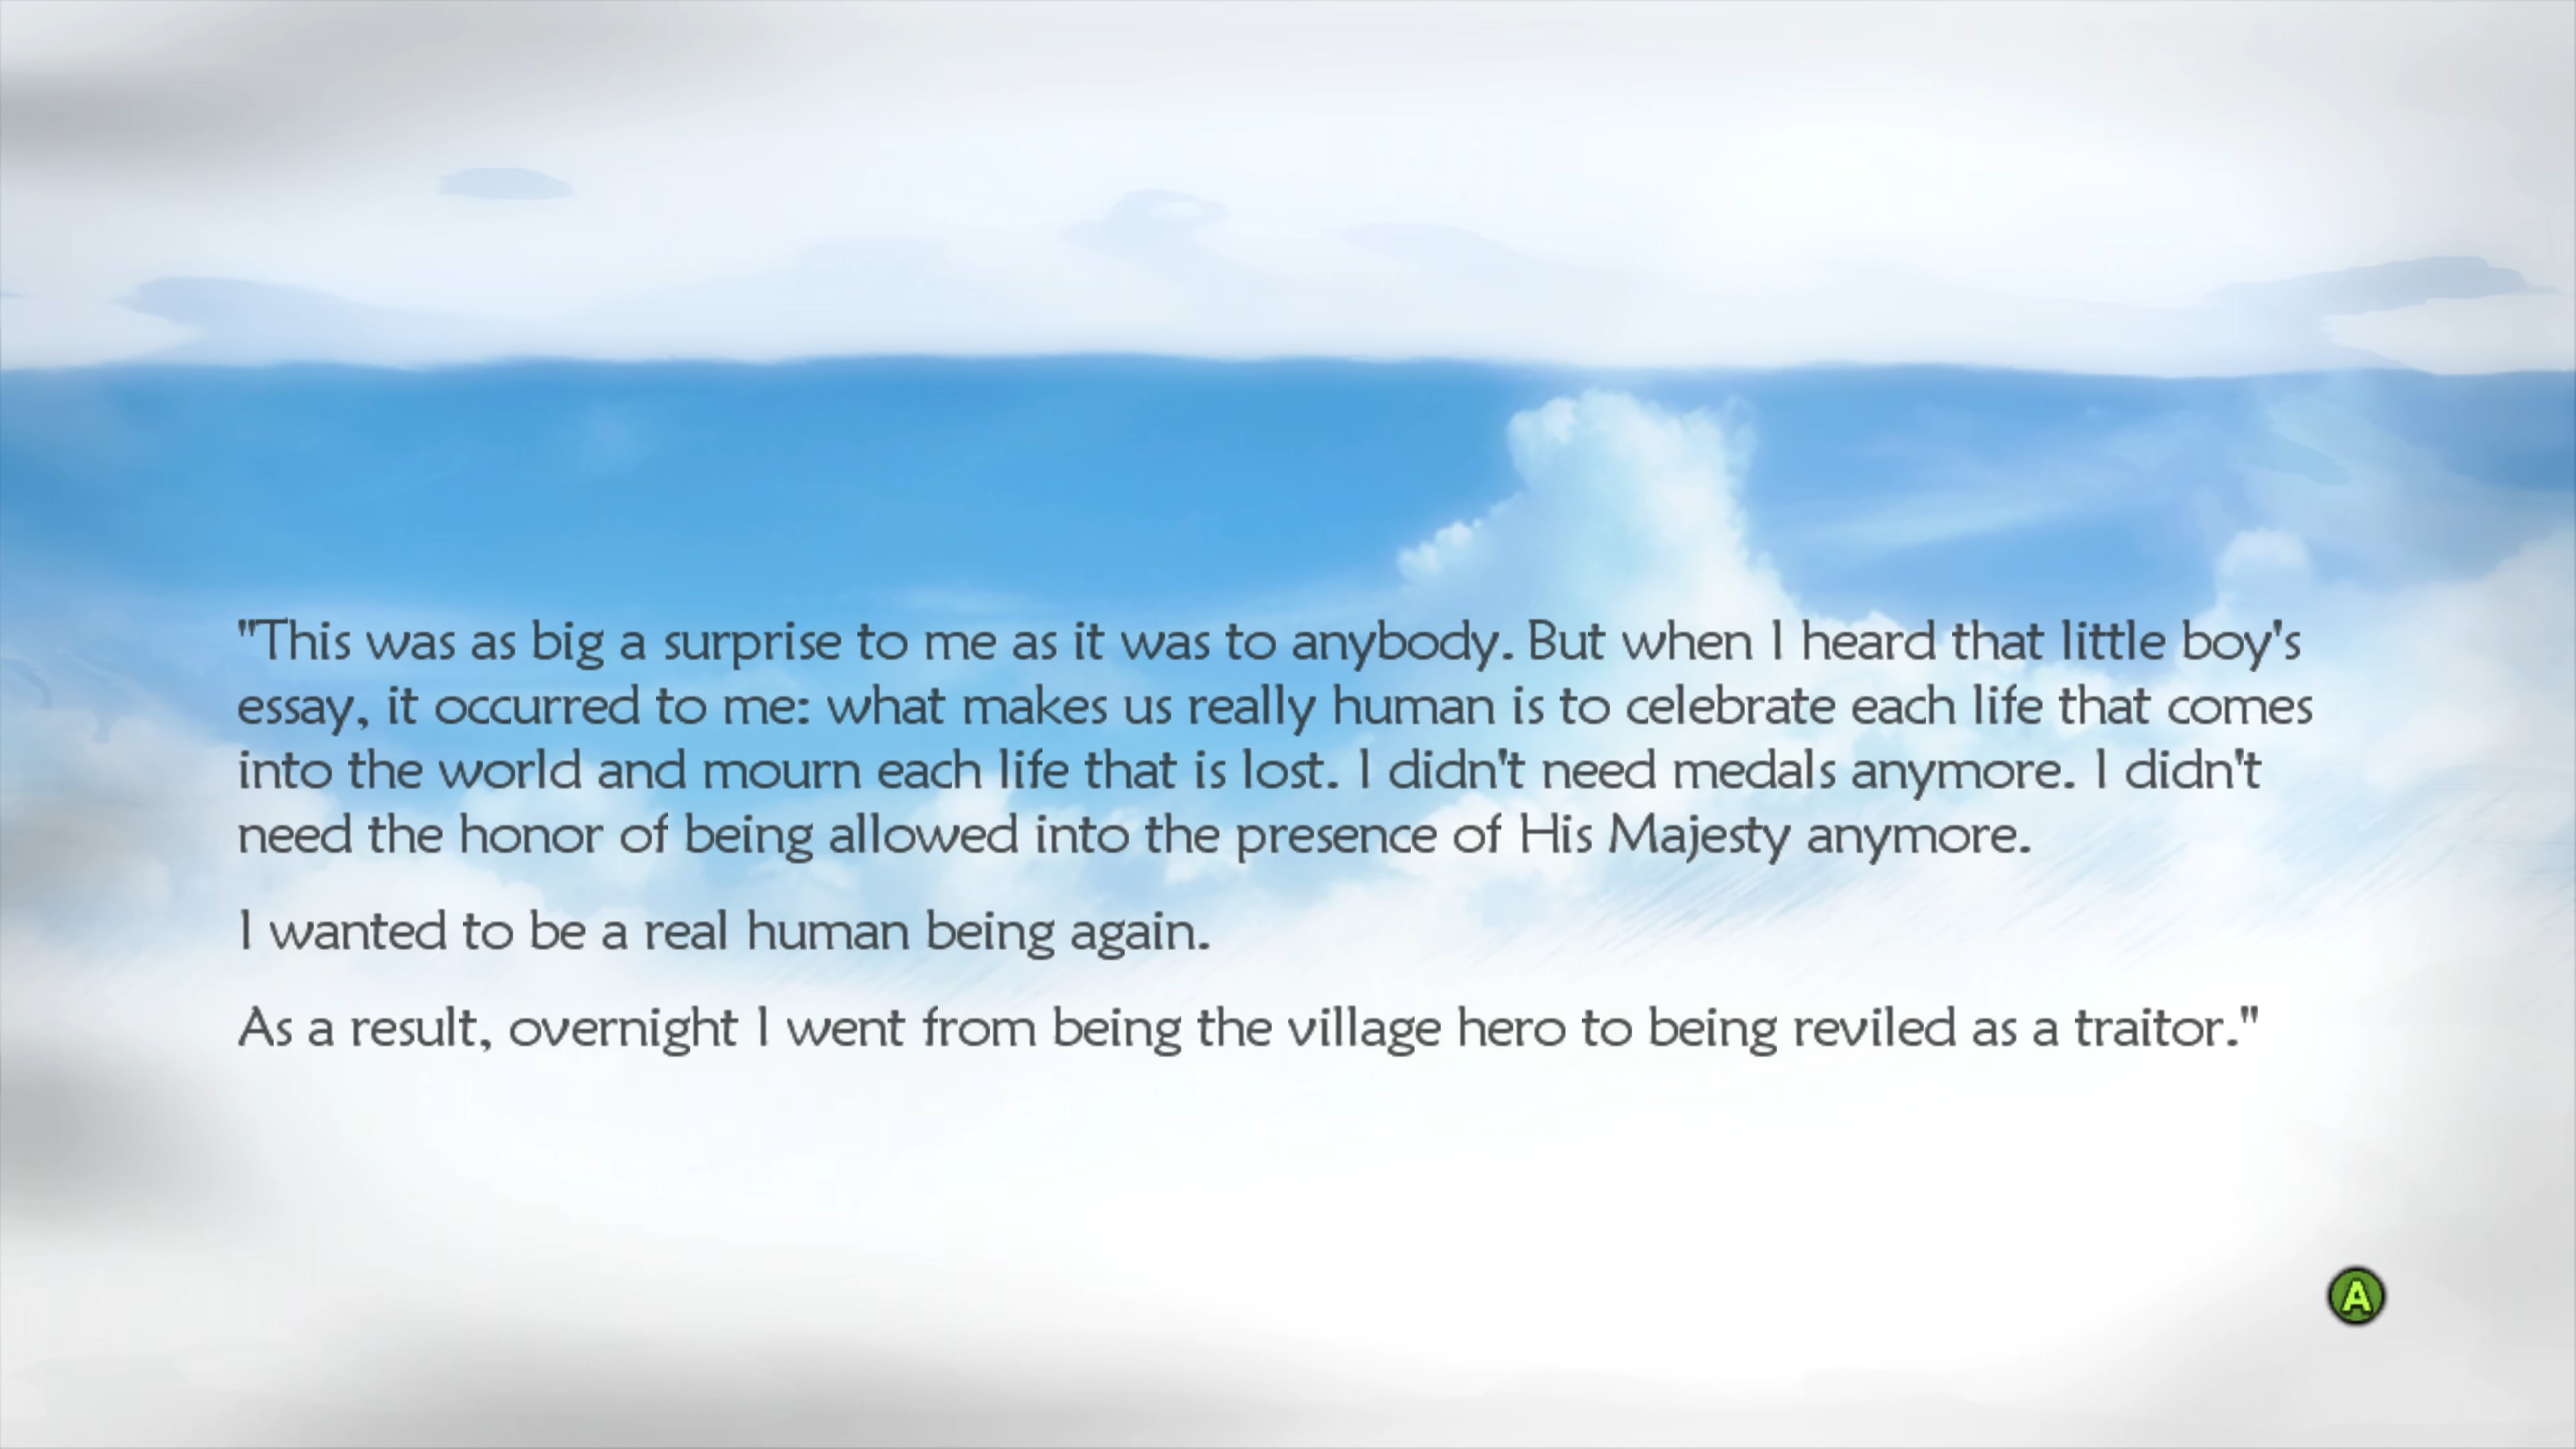 "This was as big a surprise to me as it was to anybody. But when I heard that little boy's
essay, it occurred to me: what makes us really human is to celebrate each life that comes
into the world and mourn each life that is lost. I didn't need medals anymore. I didn't
need the honor of being allowed into the presence of His Majesty anymore.
I wanted to be a real human being again.
As a result, overnight I went from being the village hero to being reviled as a traitor."
A